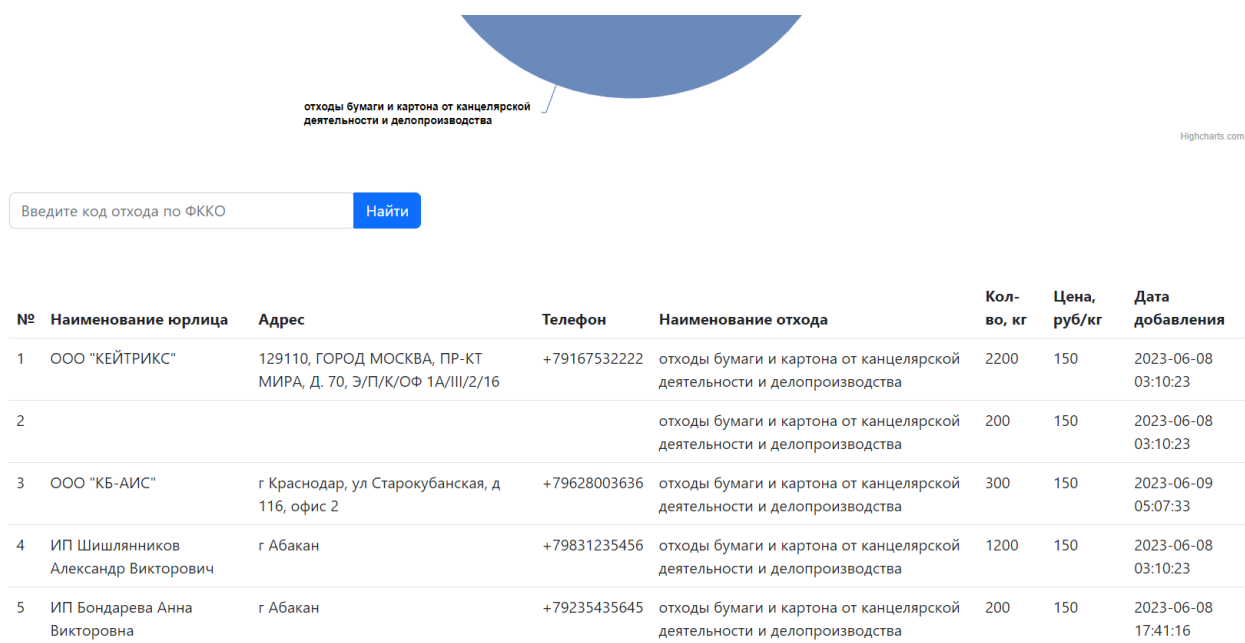 отходы бумаги и картона от канцелярской
деятельности и делопроизводства
Highcharts.com
Введите код отхода по ФККО Найти
№ Наименование юрлица Адрес Телефон Наименование отхода Кол-во, кг Цена, руб/кг Дата добавления
1 ООО "КЕЙТРИКС" 129110, ГОРОД МОСКВА, ПР-КТ +79167532222 отходы бумаги и картона от канцелярской 2200 150 2023-06-08
МИРА, Д. 70, Э/П/К/ОФ 1А/III/2/16 деятельности и делопроизводства 03:10:23
2 отходы бумаги и картона от канцелярской 200 150 2023-06-08
деятельности и делопроизводства 03:10:23
3 ООО "КБ-АИС" г Краснодар, ул Старокубанская, д +79628003636 отходы бумаги и картона от канцелярской 300 150 2023-06-09
116, офис 2 деятельности и делопроизводства 05:07:33
4 ИП Шишлянников г Абакан +79831235456 отходы бумаги и картона от канцелярской 1200 150 2023-06-08
Александр Викторович деятельности и делопроизводства 03:10:23
5 ИП Бондарева Анна г Абакан +79235435645 отходы бумаги и картона от канцелярской 200 150 2023-06-08
Викторовна деятельности и делопроизводства 17:41:16